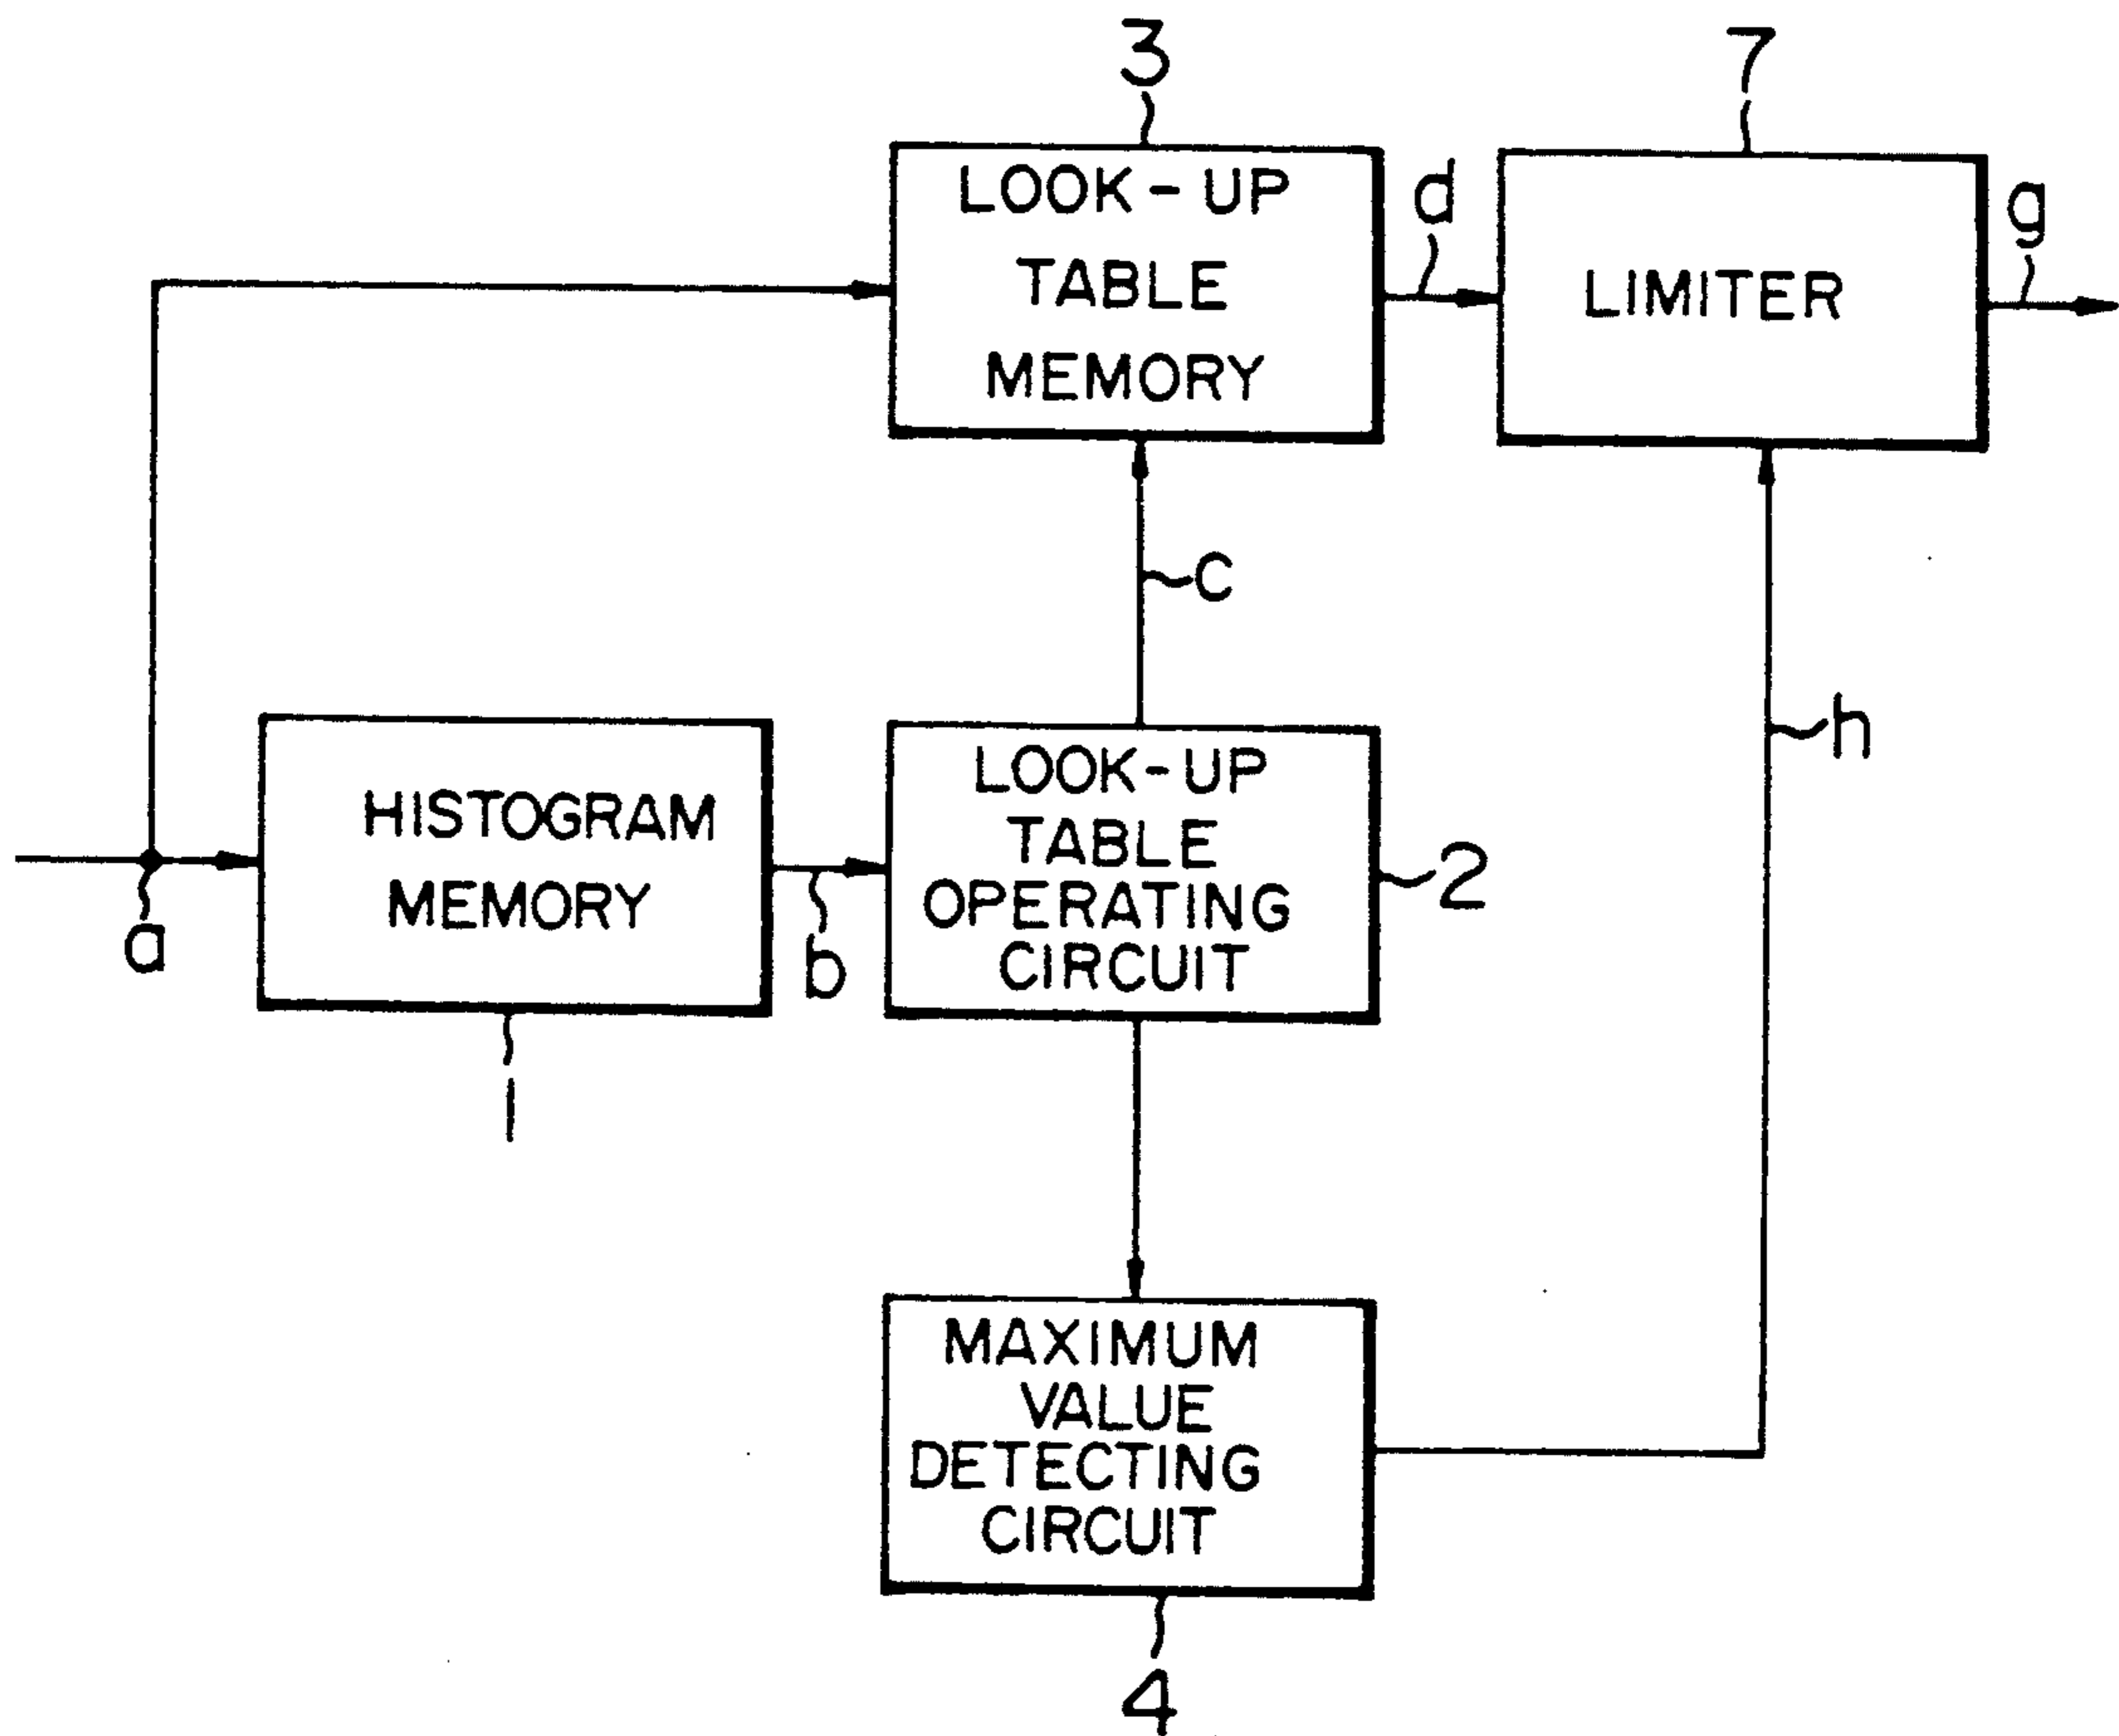 3
7
LOOK-UP
TABLE
MEMORY
d
LIMITER
g
c
h
HISTOGRAM
MEMORY
a
1
b
LOOK-UP
TABLE
OPERATING
CIRCUIT
2
MAXIMUM
VALUE
DETECTING
CIRCUIT
4